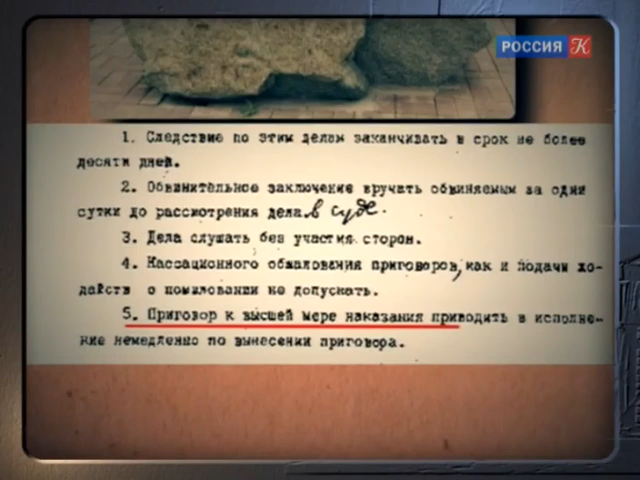 РОССИЯ К
1. Следствие по этим делам заканчивать в срок не более
десяти дней.
2. Обвинительное заключение вручать обвиняемым за одни
сутки до рассмотрения дела в суде.
3. Дела слушать без участия сторон.
4. Кассационного обжалования приговоров, как и подачи хо-
датайств о помиловании не допускать.
5. Приговор к высшей мере наказания приводить в исполне-
ние немедленно по вынесении приговора.